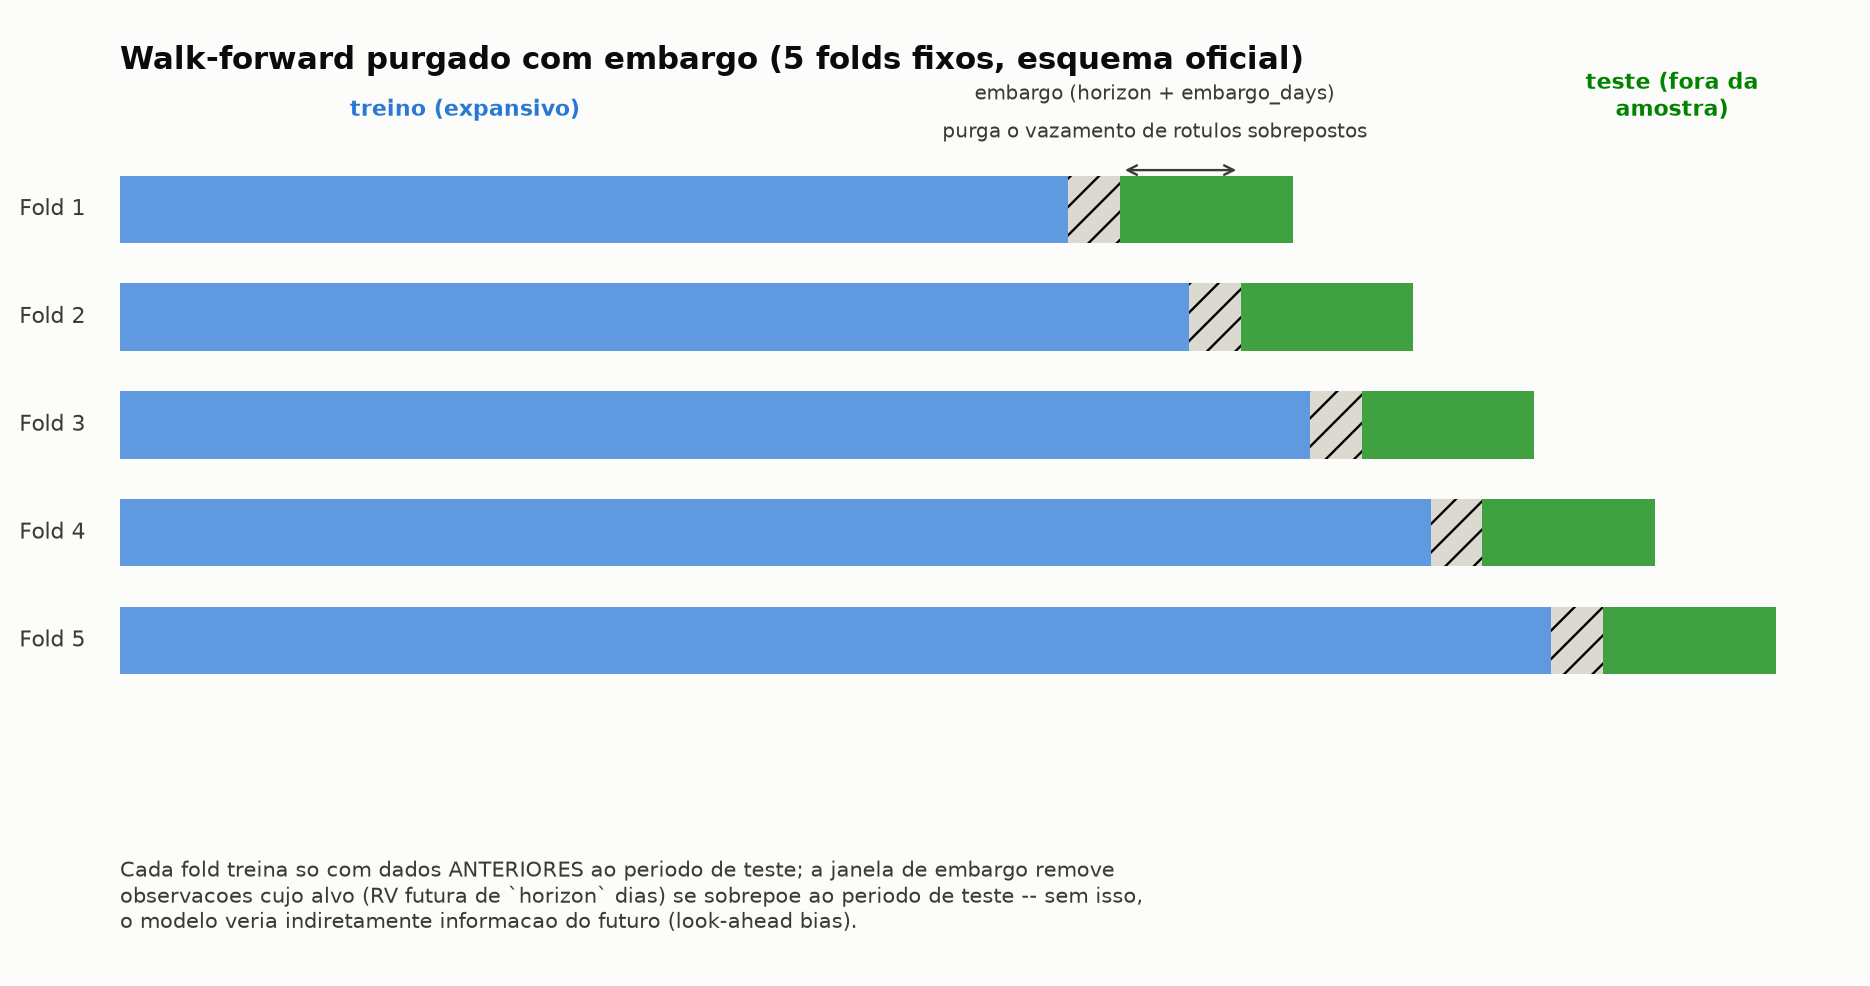 Walk-forward purgado com embargo (5 folds fixos, esquema oficial)
treino (expansivo)
embargo (horizon + embargo_days)
purga o vazamento de rotulos sobrepostos
teste (fora da
amostra)
Fold 1
Fold 2
Fold 3
Fold 4
Fold 5
Cada fold treina so com dados ANTERIORES ao periodo de teste; a janela de embargo remove
observacoes cujo alvo (RV futura de `horizon` dias) se sobrepoe ao periodo de teste -- sem isso,
o modelo veria indiretamente informacao do futuro (look-ahead bias).